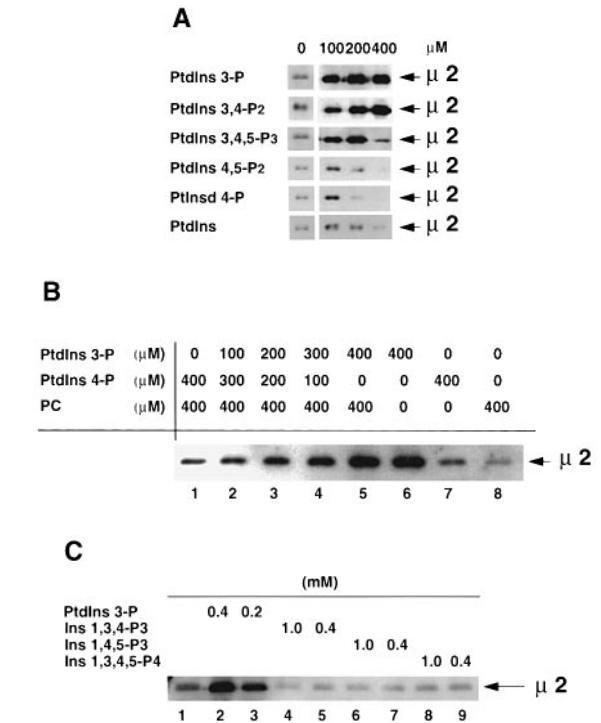 A
0 100 200 400 μM
PtdIns 3-P μ 2
PtdIns 3,4-P2 μ 2
PtdIns 3,4,5-P3 μ 2
PtdIns 4,5-P2 μ 2
PtInsd 4-P μ 2
PtdIns μ 2
B
PtdIns 3-P (μM) 0 100 200 300 400 400 0 0
PtdIns 4-P (μM) 400 300 200 100 0 0 400 0
PC (μM) 400 400 400 400 400 0 0 400
μ 2
1 2 3 4 5 6 7 8
C
(mM)
PtdIns 3-P 0.4 0.2
Ins 1,3,4-P3 1.0 0.4
Ins 1,4,5-P3 1.0 0.4
Ins 1,3,4,5-P4 1.0 0.4
μ 2
1 2 3 4 5 6 7 8 9